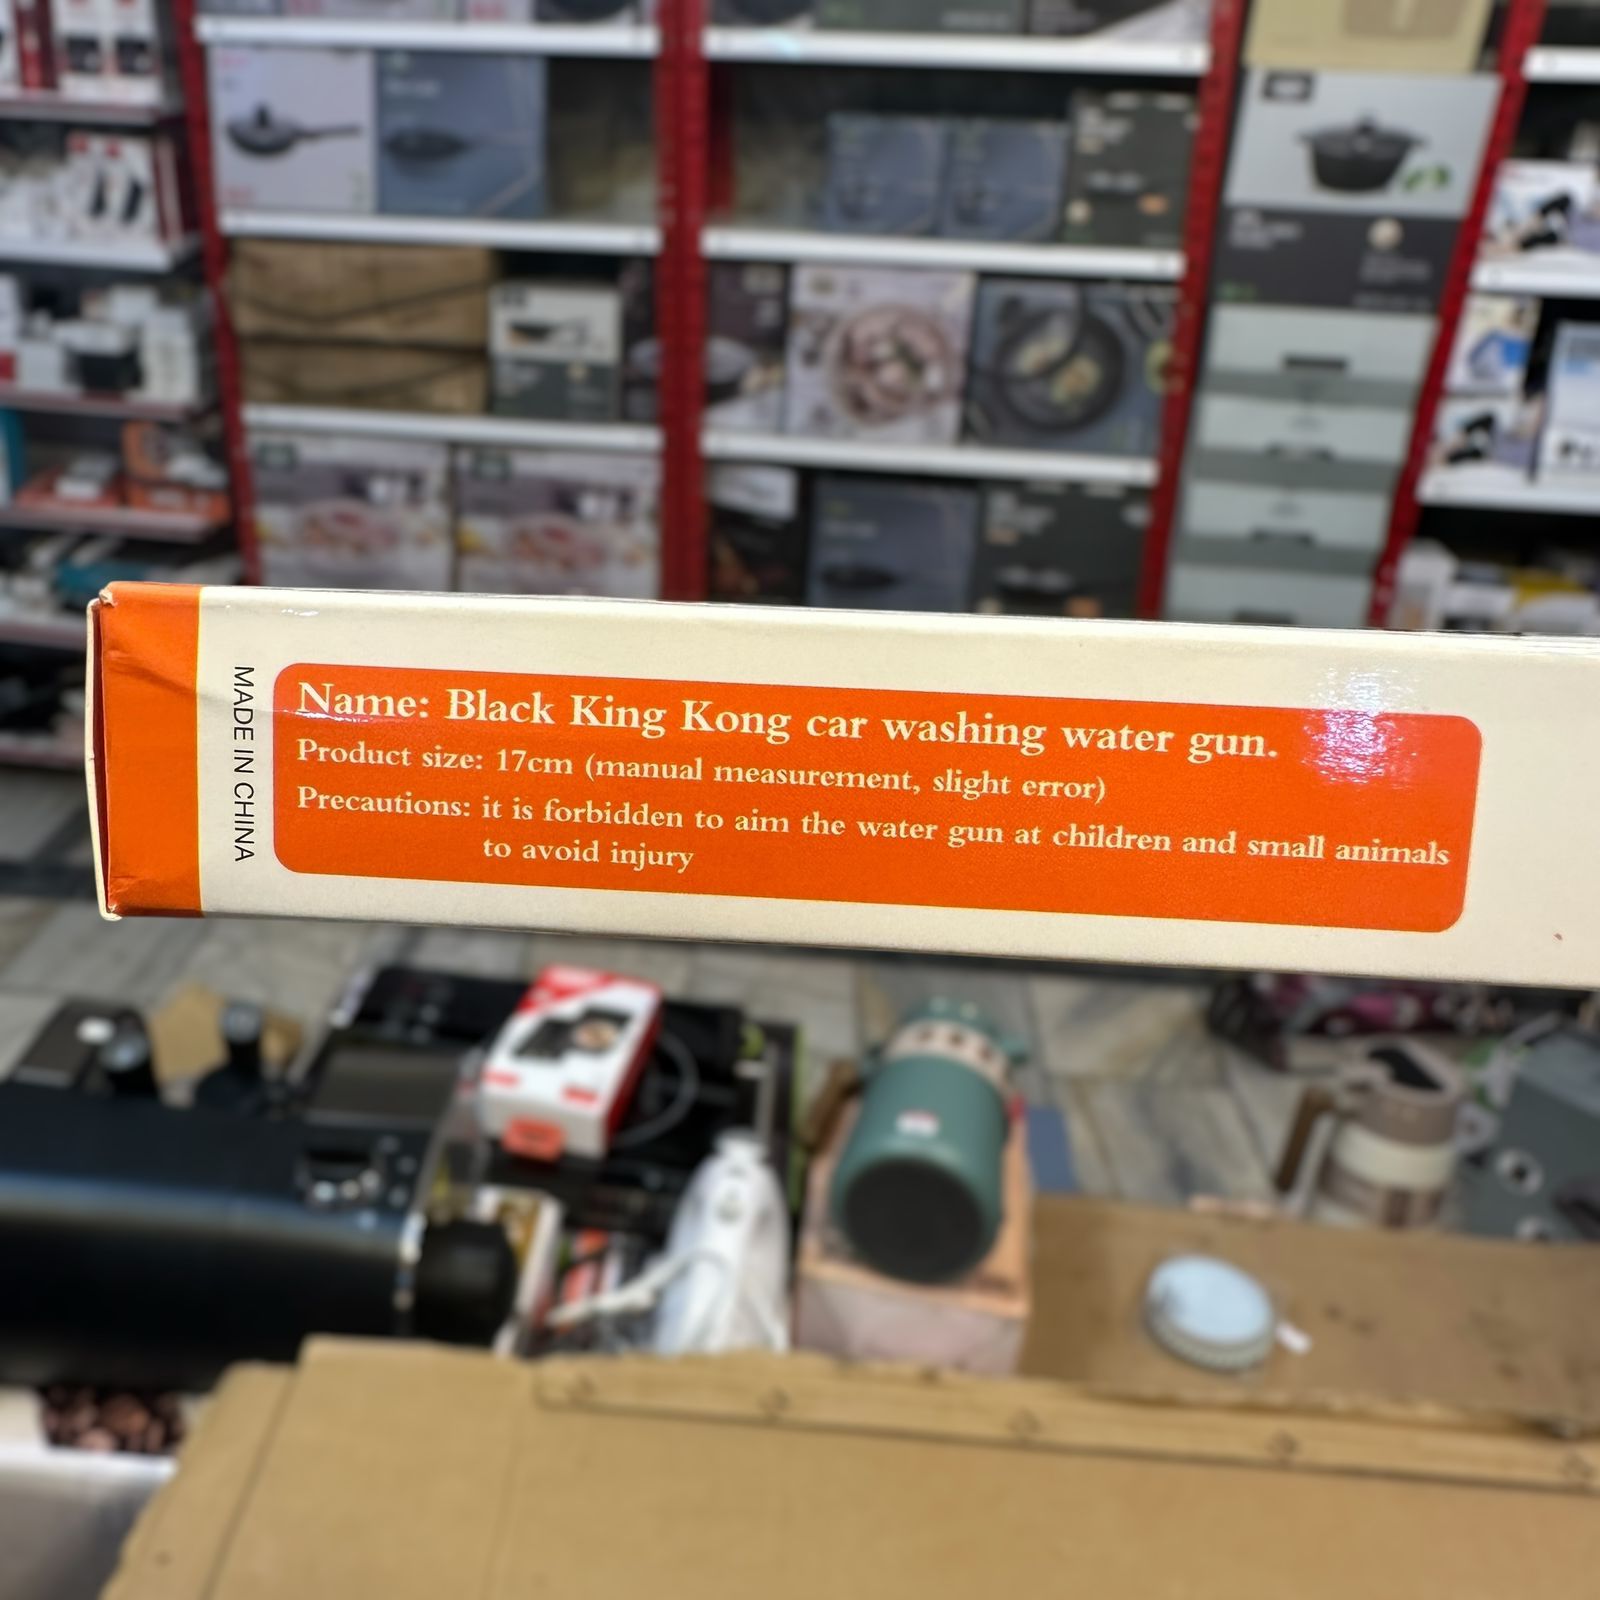 MADE IN CHINA
Name: Black King Kong car washing water gun.
Product size: 17cm (manual measurement, slight error)
Precautions: it is forbidden to aim the water gun at children and small animals
to avoid injury